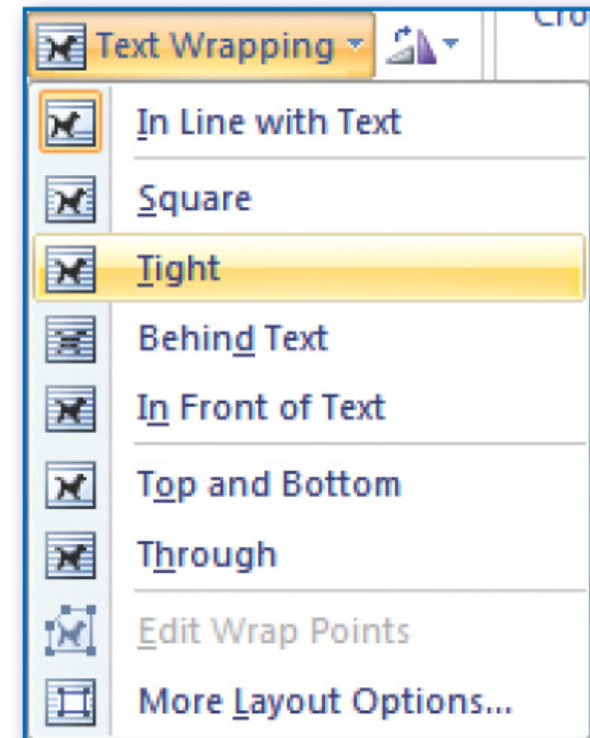 Text Wrapping
In Line with Text
Square
Tight
Behind Text
In Front of Text
Top and Bottom
Through
Edit Wrap Points
More Layout Options...